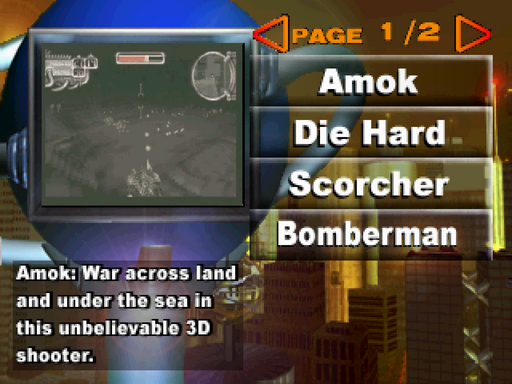 PAGE 1/2
Amok
Die Hard
Scorcher
Bomberman
Amok: War across land
and under the sea in
this unbelievable 3D
shooter.